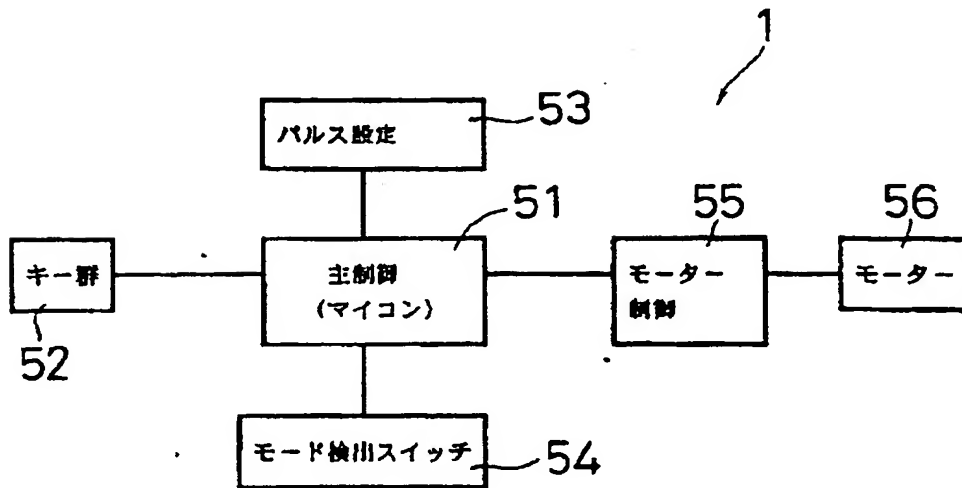 1
53
パルス設定
51
55
56
キー群
主制御
(マイコン)
モーター
制御
モーター
52
モード検出スイッチ
54